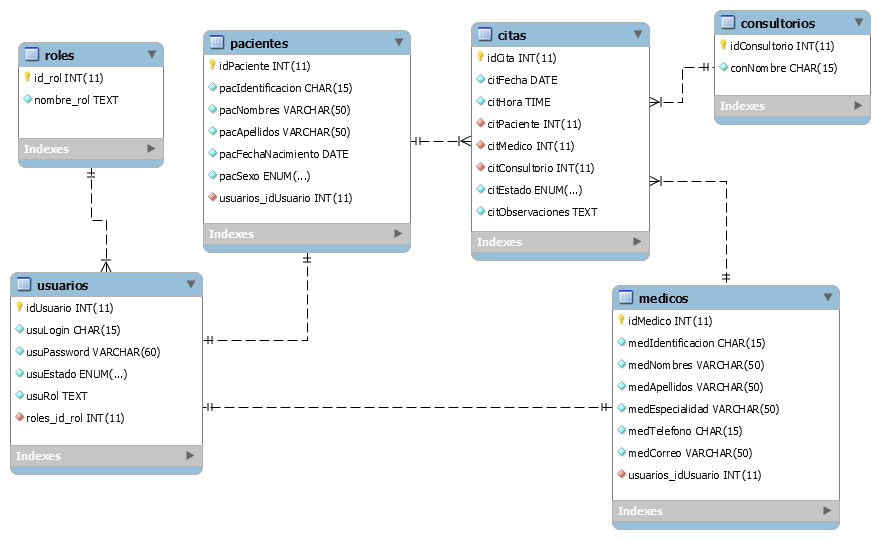 roles
id_rol INT(11)
nombre_rol TEXT
Indexes
pacientes
idPaciente INT(11)
pacIdentificacion CHAR(15)
pacNombres VARCHAR(50)
pacApellidos VARCHAR(50)
pacFechaNacimiento DATE
pacSexo ENUM(...)
usuarios_idUsuario INT(11)
Indexes
citas
idCita INT(11)
citFecha DATE
citHora TIME
citPaciente INT(11)
citMedico INT(11)
citConsultorio INT(11)
citEstado ENUM(...)
citObservaciones TEXT
Indexes
consultorios
idConsultorio INT(11)
conNombre CHAR(15)
Indexes
usuarios
idUsuario INT(11)
usuLogin CHAR(15)
usuPassword VARCHAR(60)
usuEstado ENUM(...)
usuRol TEXT
roles_id_rol INT(11)
Indexes
medicos
idMedico INT(11)
medIdentificacion CHAR(15)
medNombres VARCHAR(50)
medApellidos VARCHAR(50)
medEspecialidad VARCHAR(50)
medTelefono CHAR(15)
medCorreo VARCHAR(50)
usuarios_idUsuario INT(11)
Indexes